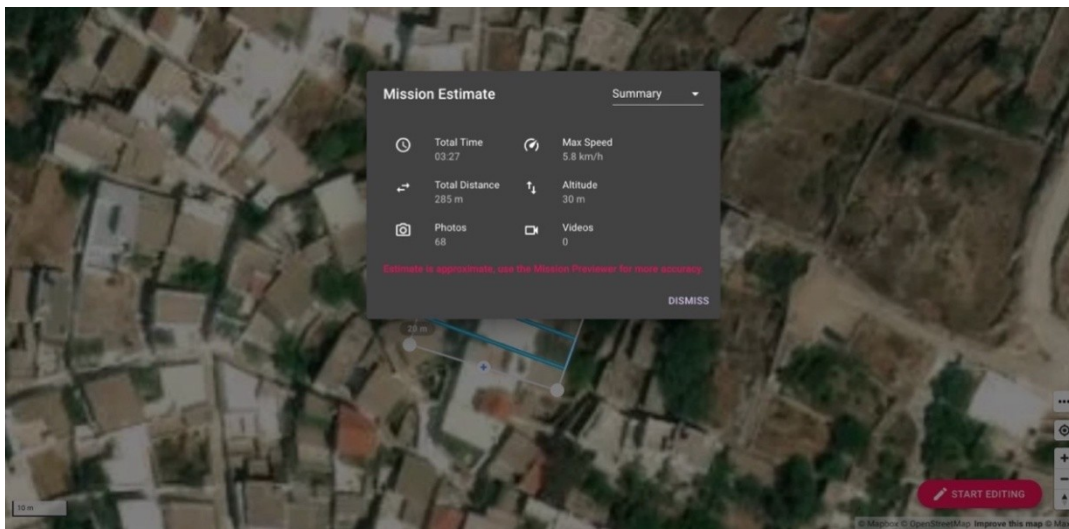 Mission Estimate
Summary
Total Time
03:27
Max Speed
5.8 km/h
Total Distance
285 m
Altitude
30 m
Photos
68
Videos
0
Estimate is approximate, use the Mission Previewer for more accuracy.
DISMISS
20 m
START EDITING
10 m
© Mapbox © OpenStreetMap Improve this map © Ma